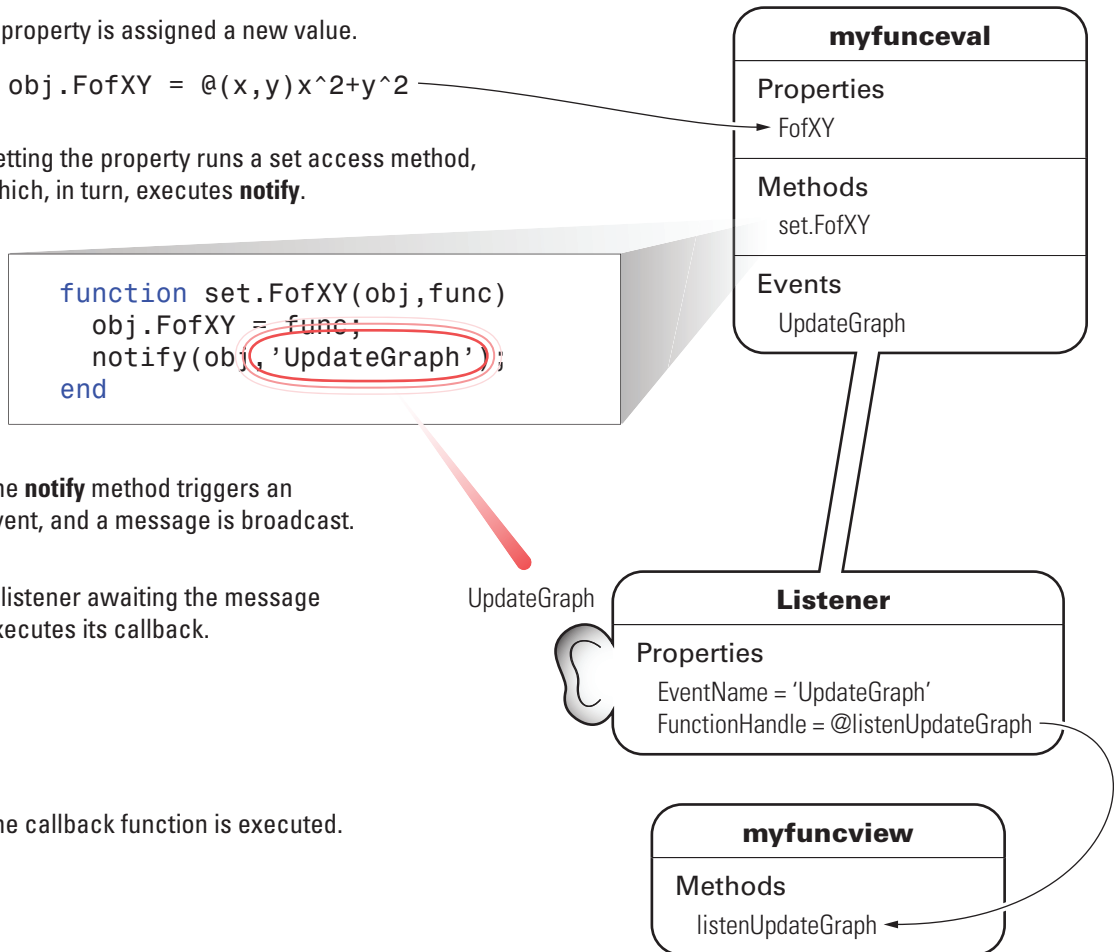 property is assigned a new value.
obj.FofXY = @(x,y)x^2+y^2
etting the property runs a set access method,
hich, in turn, executes notify.
function set.FofXY(obj,func)
obj.FofXY = func;
notify(obj,’UpdateGraph’);
end
he notify method triggers an
vent, and a message is broadcast.
listener awaiting the message
xecutes its callback.
he callback function is executed.
myfunceval
Properties
FofXY
Methods
set.FofXY
Events
UpdateGraph
UpdateGraph
Listener
Properties
EventName = ‘UpdateGraph’
FunctionHandle = @listenUpdateGraph
myfuncview
Methods
listenUpdateGraph